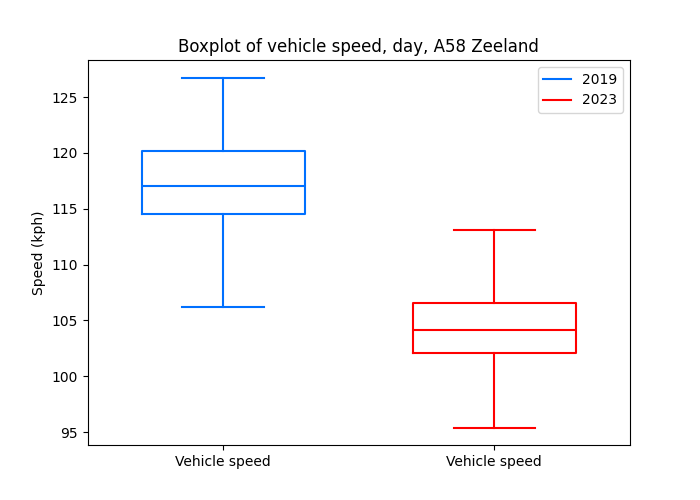 Boxplot of vehicle speed, day, A58 Zeeland
2019
2023
125
120
115
110
105
100
95
Speed (kph)
Vehicle speed
Vehicle speed